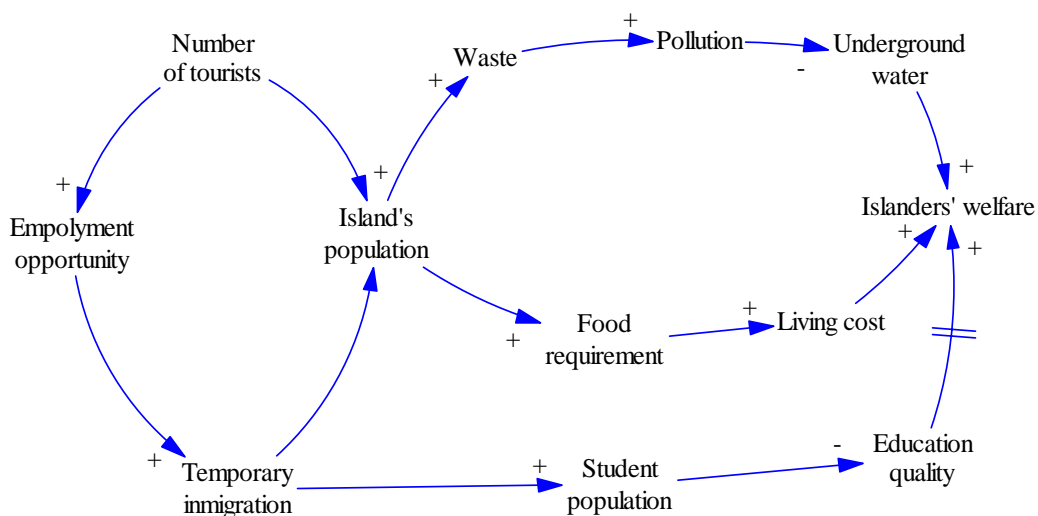 Number
of tourists
+
Waste
+
+
Pollution
-
Underground
water
+
Empolyment
opportunity
+
Island's
population
+
Islanders' welfare
+
+
+
Food
requirement
+
Living cost
+
Temporary
inmigration
+
Student
population
-
Education
quality